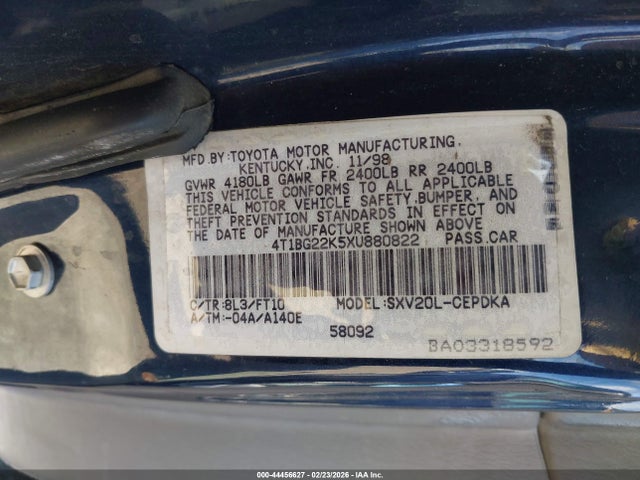 MFD.BY:TOYOTA MOTOR MANUFACTURING,
KENTUCKY,INC. 11/98
GVWR 4180LB GAWR FR 2400LB RR 2400LB
THIS VEHICLE CONFORMS TO ALL APPLICABLE
FEDERAL MOTOR VEHICLE SAFETY,BUMPER, AND
THEFT PREVENTION STANDARDS IN EFFECT ON
THE DATE OF MANUFACTURE SHOWN ABOVE
4T1BG22K5XU880822 PASS.CAR
C/TR:8L3/FT10 MODEL:SXV20L-CEPDKA
A/TM:-04A/A140E
58092
BA03318592
000-44456627 - 02/23/2026 - IAA Inc.